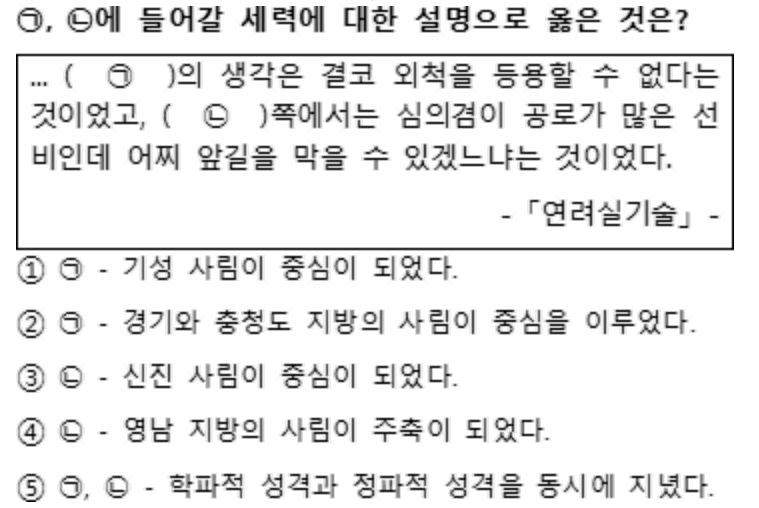 ㉠, ㉡에 들어갈 세력에 대한 설명으로 옳은 것은?
... ( ㉠ )의 생각은 결코 외척을 등용할 수 없다는
것이었고, ( ㉡ )쪽에서는 심의겸이 공로가 많은 선
비인데 어찌 앞길을 막을 수 있겠느냐는 것이었다.
-「연려실기술」-
① ㉠ - 기성 사림이 중심이 되었다.
② ㉠ - 경기와 충청도 지방의 사림이 중심을 이루었다.
③ ㉡ - 신진 사림이 중심이 되었다.
④ ㉡ - 영남 지방의 사림이 주축이 되었다.
⑤ ㉠, ㉡ - 학파적 성격과 정파적 성격을 동시에 지녔다.